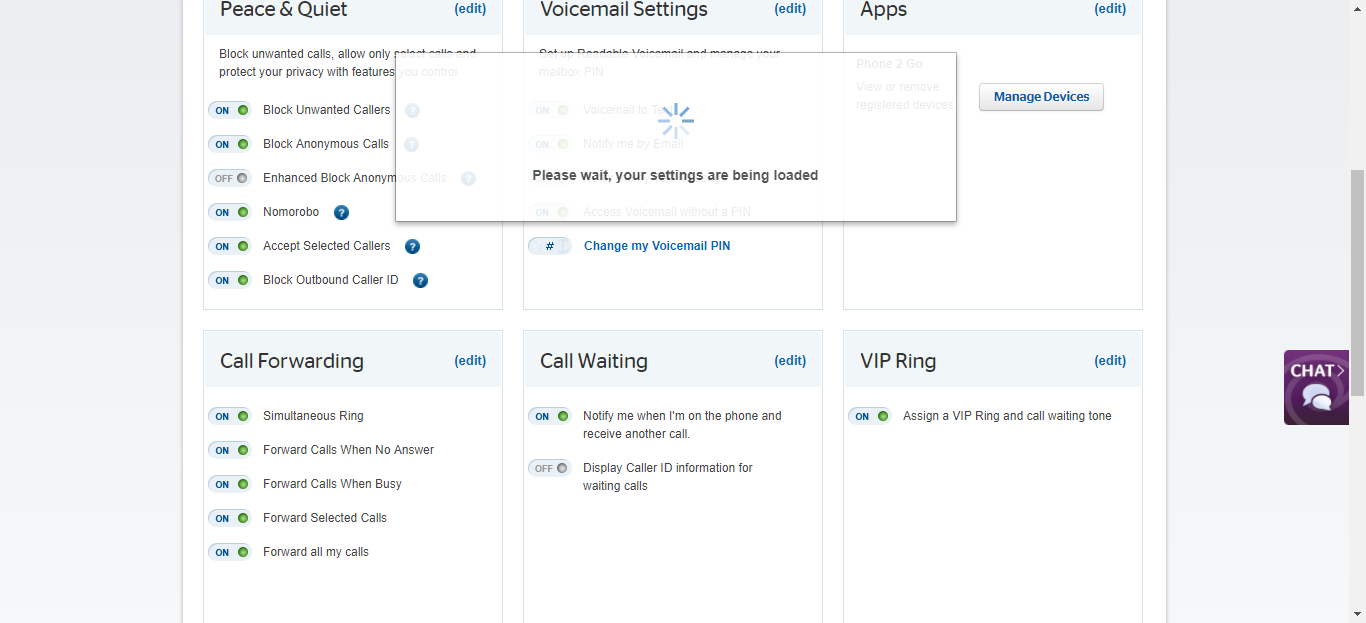 Peace & Quiet
(edit)
Block unwanted calls, allow only select calls and
protect your privacy with features you control.
ON Block Unwanted Callers ?
ON Block Anonymous Calls ?
OFF Enhanced Block Anonymous Calls ?
ON Nomorobo ?
ON Accept Selected Callers ?
ON Block Outbound Caller ID ?
Voicemail Settings
(edit)
Set up Readable Voicemail and manage your
mailbox PIN
ON Voicemail to
ON Notify me by Email
Please wait, your settings are being loaded
ON Access Voicemail without a PIN
# Change my Voicemail PIN
Apps
(edit)
Phone 2 Go
View or remove
registered devices
Manage Devices
Call Forwarding
(edit)
ON Simultaneous Ring
ON Forward Calls When No Answer
ON Forward Calls When Busy
ON Forward Selected Calls
ON Forward all my calls
Call Waiting
(edit)
ON Notify me when I'm on the phone and
receive another call.
OFF Display Caller ID information for
waiting calls
VIP Ring
(edit)
ON Assign a VIP Ring and call waiting tone
CHAT>